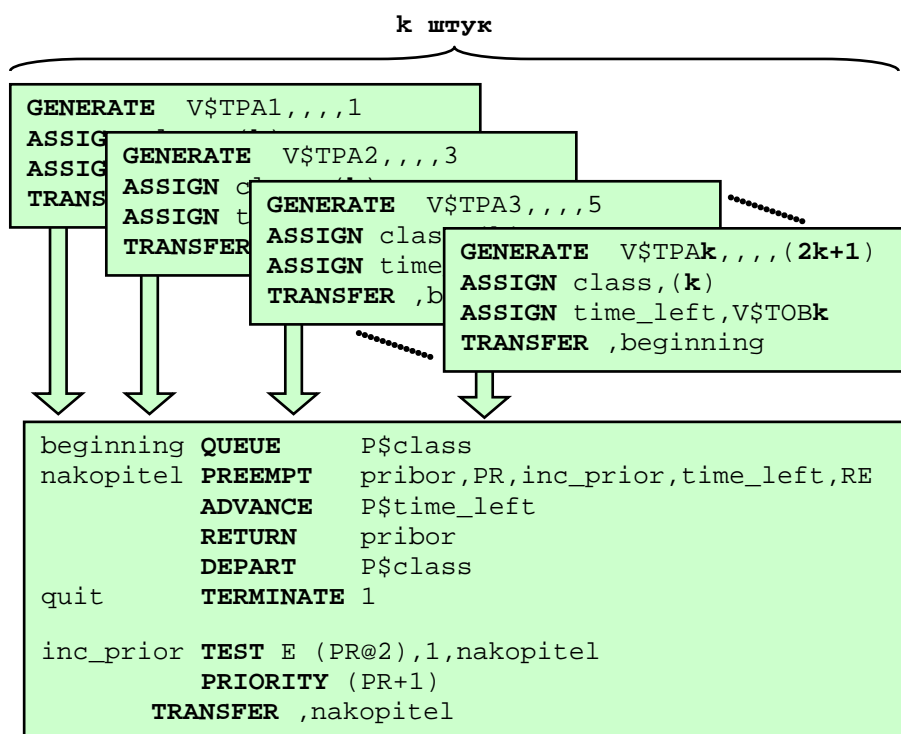 k штук
GENERATE V$TPA1,,,,1
ASSIG
ASSIG
TRANS
GENERATE V$TPA2,,,,3
ASSIGN c
ASSIGN t
TRANSFER
GENERATE V$TPA3,,,,5
ASSIGN clas
ASSIGN time
TRANSFER ,b
GENERATE V$TPAk,,,,(2k+1)
ASSIGN class,(k)
ASSIGN time_left,V$TOBk
TRANSFER ,beginning
beginning QUEUE P$class
nakopitel PREEMPT pribor,PR,inc_prior,time_left,RE
ADVANCE P$time_left
RETURN pribor
DEPART P$class
quit TERMINATE 1
inc_prior TEST E (PR@2),1,nakopitel
PRIORITY (PR+1)
TRANSFER ,nakopitel